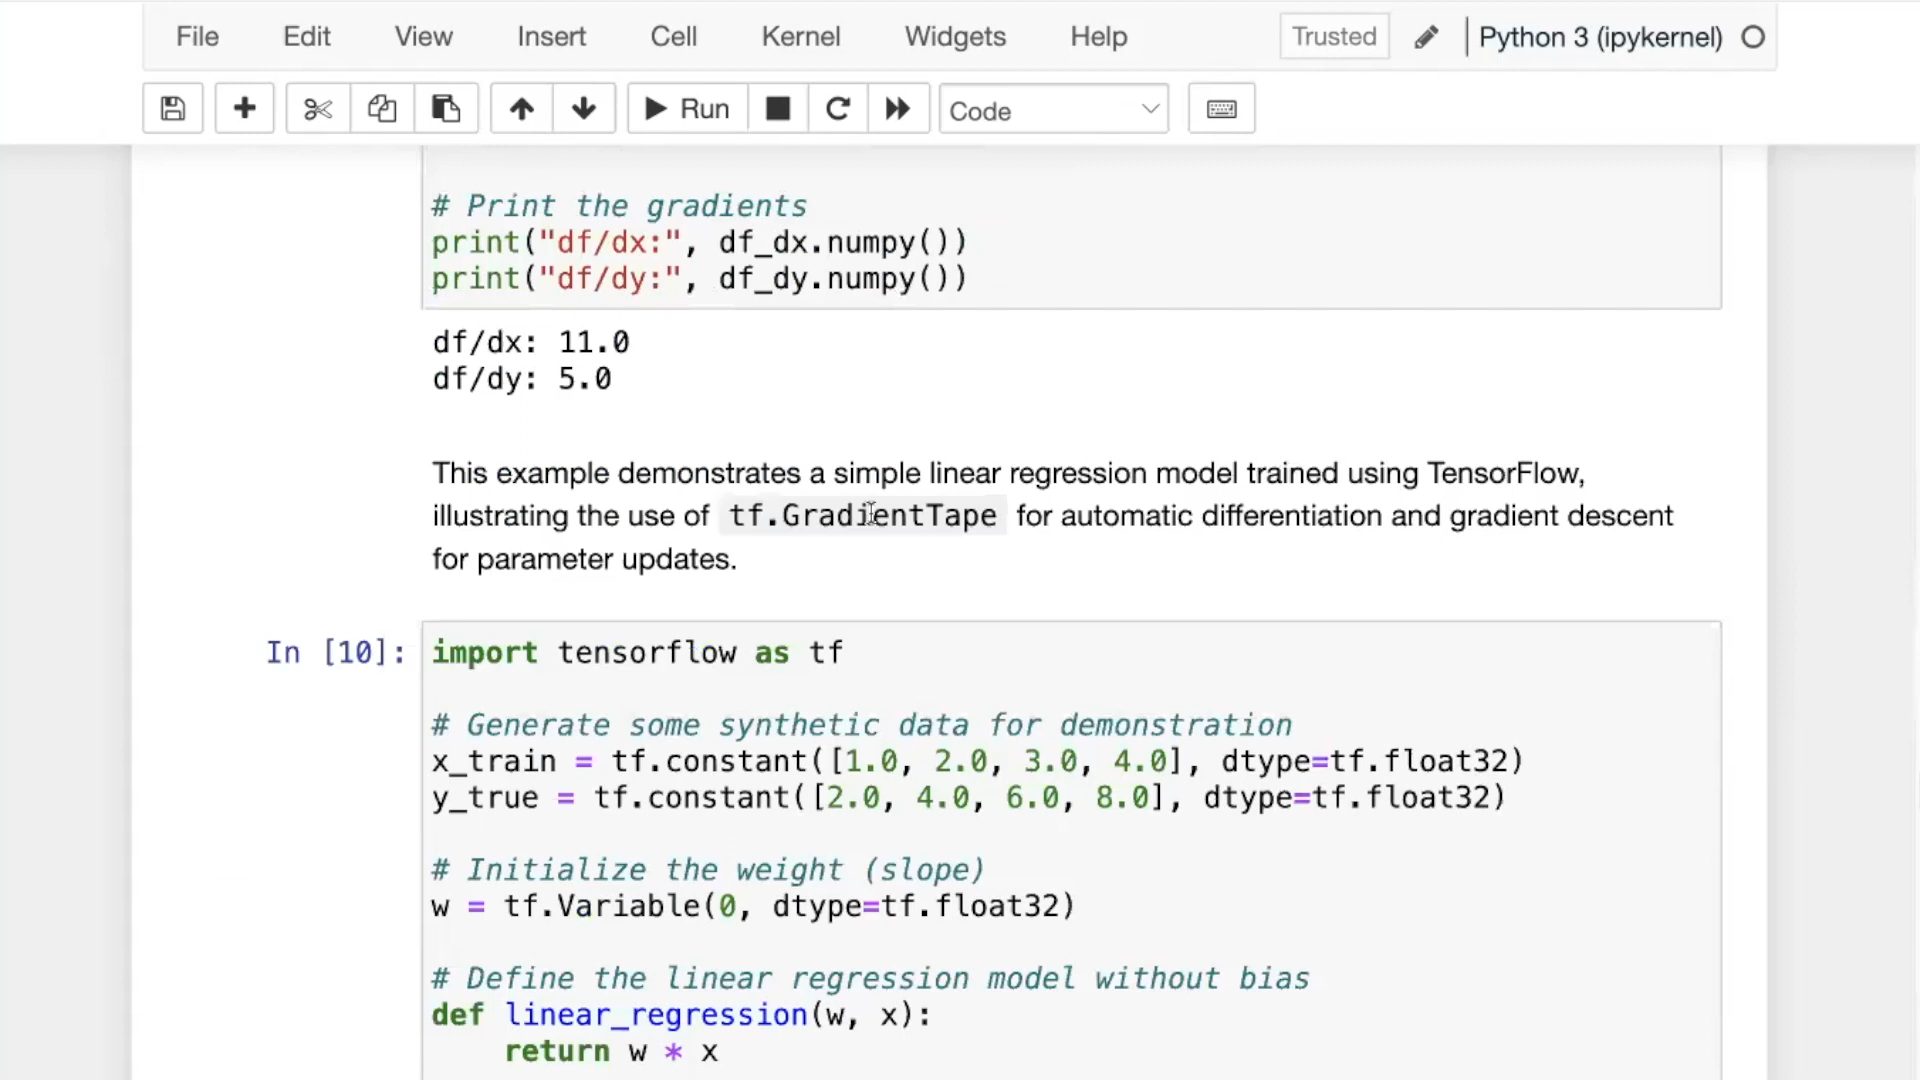 File Edit View Insert Cell Kernel Widgets Help Trusted Python 3 (ipykernel)
Run Code
# Print the gradients
print("df/dx:", df_dx.numpy())
print("df/dy:", df_dy.numpy())
df/dx: 11.0
df/dy: 5.0
This example demonstrates a simple linear regression model trained using TensorFlow,
illustrating the use of tf.GradientTape for automatic differentiation and gradient descent
for parameter updates.
In [10]: import tensorflow as tf
# Generate some synthetic data for demonstration
x_train = tf.constant([1.0, 2.0, 3.0, 4.0], dtype=tf.float32)
y_true = tf.constant([2.0, 4.0, 6.0, 8.0], dtype=tf.float32)
# Initialize the weight (slope)
w = tf.Variable(0, dtype=tf.float32)
# Define the linear regression model without bias
def linear_regression(w, x):
    return w * x